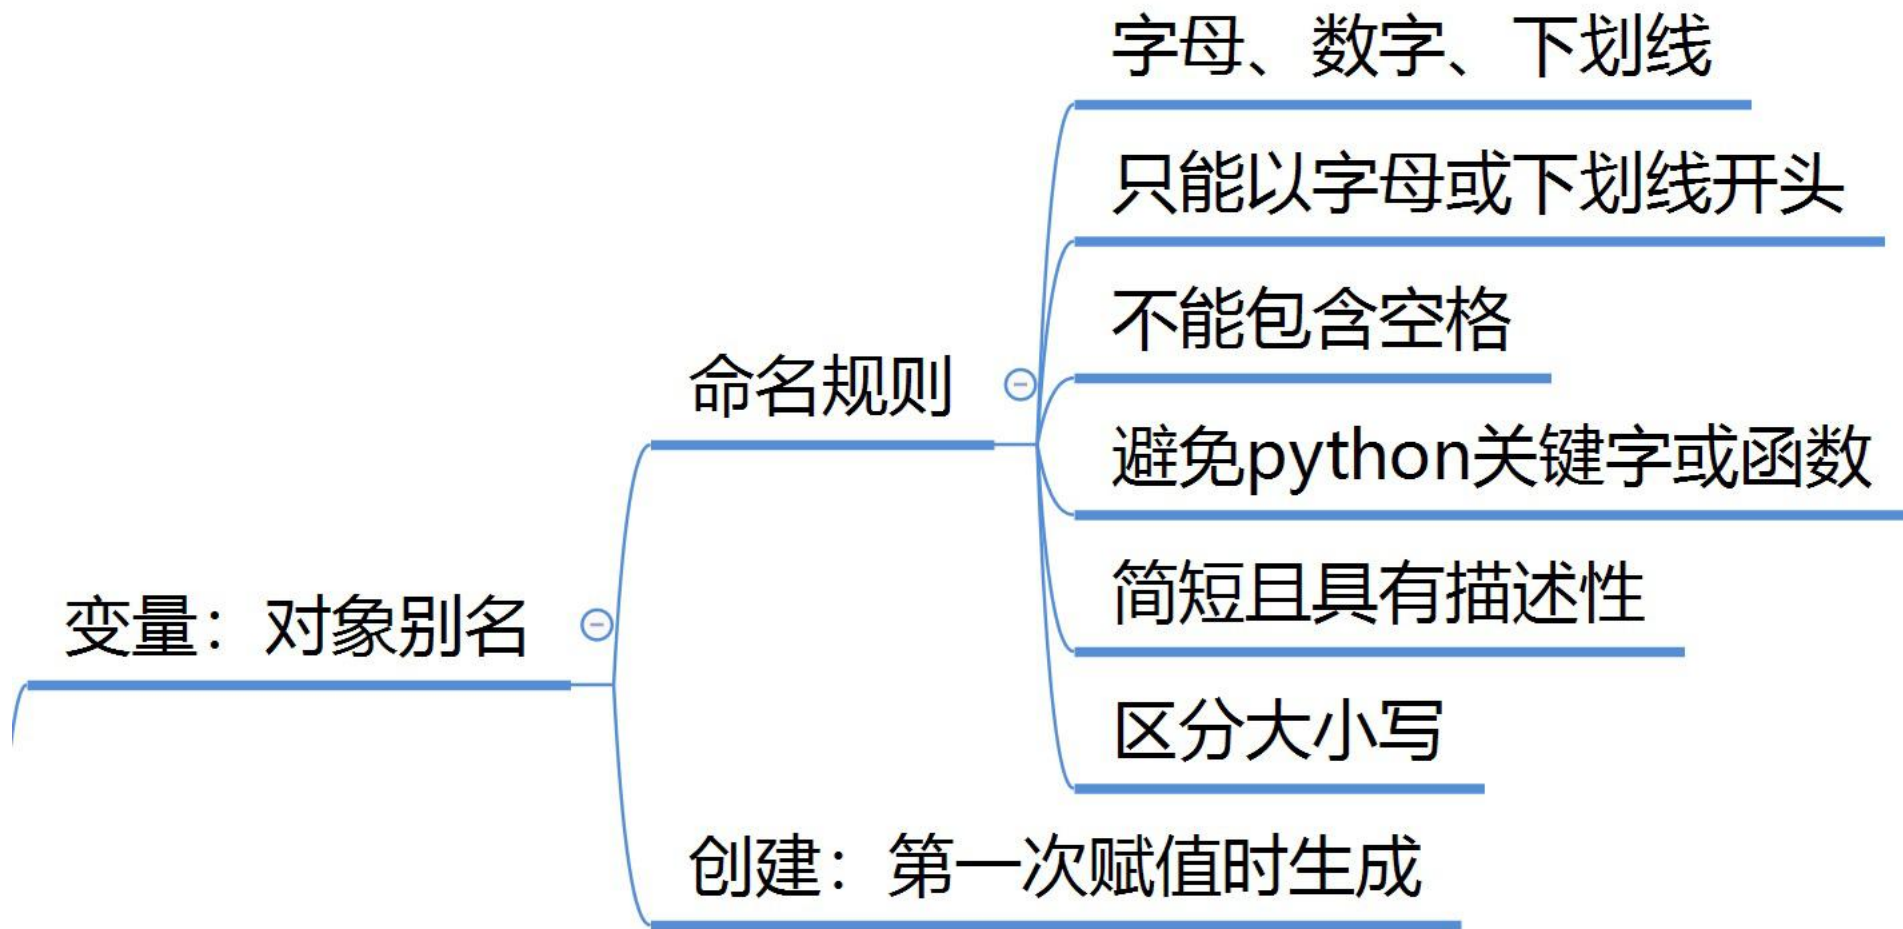 字母、数字、下划线
只能以字母或下划线开头
不能包含空格
命名规则
避免python关键字或函数
简短且具有描述性
变量：对象别名
区分大小写
创建：第一次赋值时生成